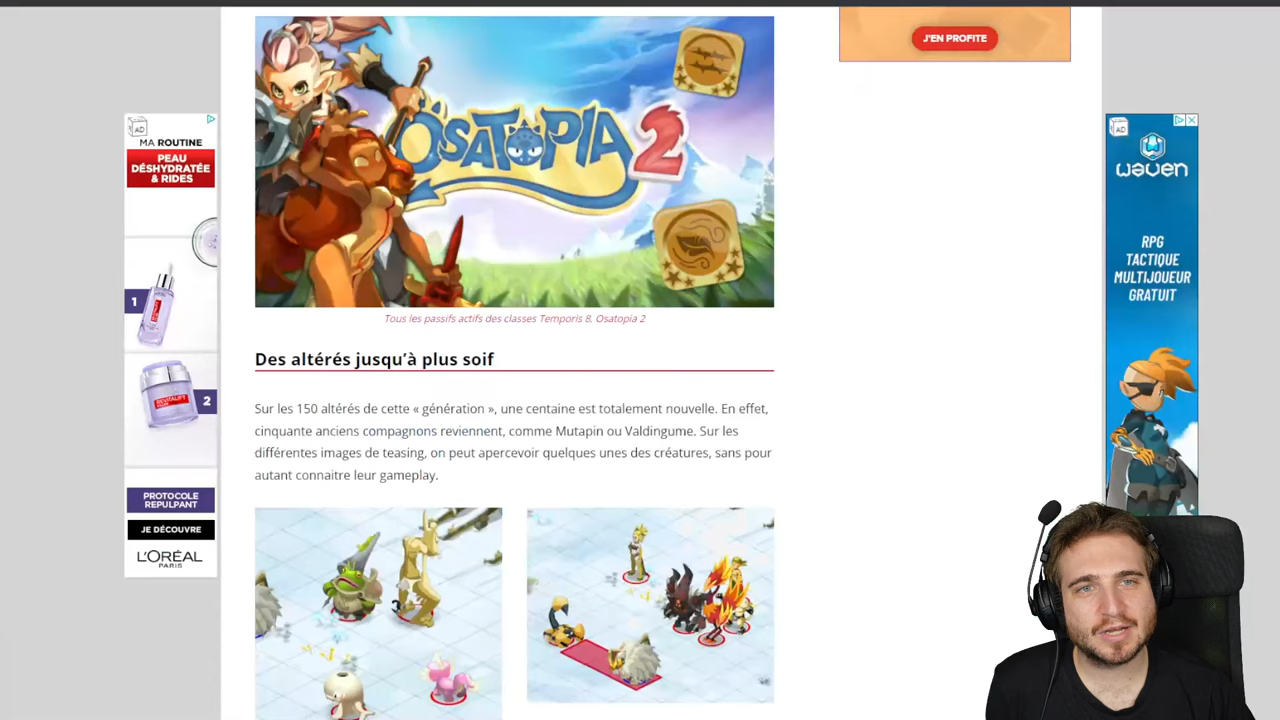 J'EN PROFITE
OSATOPIA 2
Tous les passifs actifs des classes Temporis 8, Osatopia 2
Des altérés jusqu'à plus soif
Sur les 150 altérés de cette « génération », une centaine est totalement nouvelle. En effet,
cinquante anciens compagnons reviennent, comme Mutapin ou Valdingume. Sur les
différentes images de teasing, on peut apercevoir quelques unes des créatures, sans pour
autant connaitre leur gameplay.
AD
MA ROUTINE
PEAU
DÉSHYDRATÉE
& RIDES
1
REVITALIFT
2
PROTOCOLE
REPULPANT
JE DÉCOUVRE
L'ORÉAL
PARIS
AD
WAVEN
RPG
TACTIQUE
MULTIJOUEUR
GRATUIT